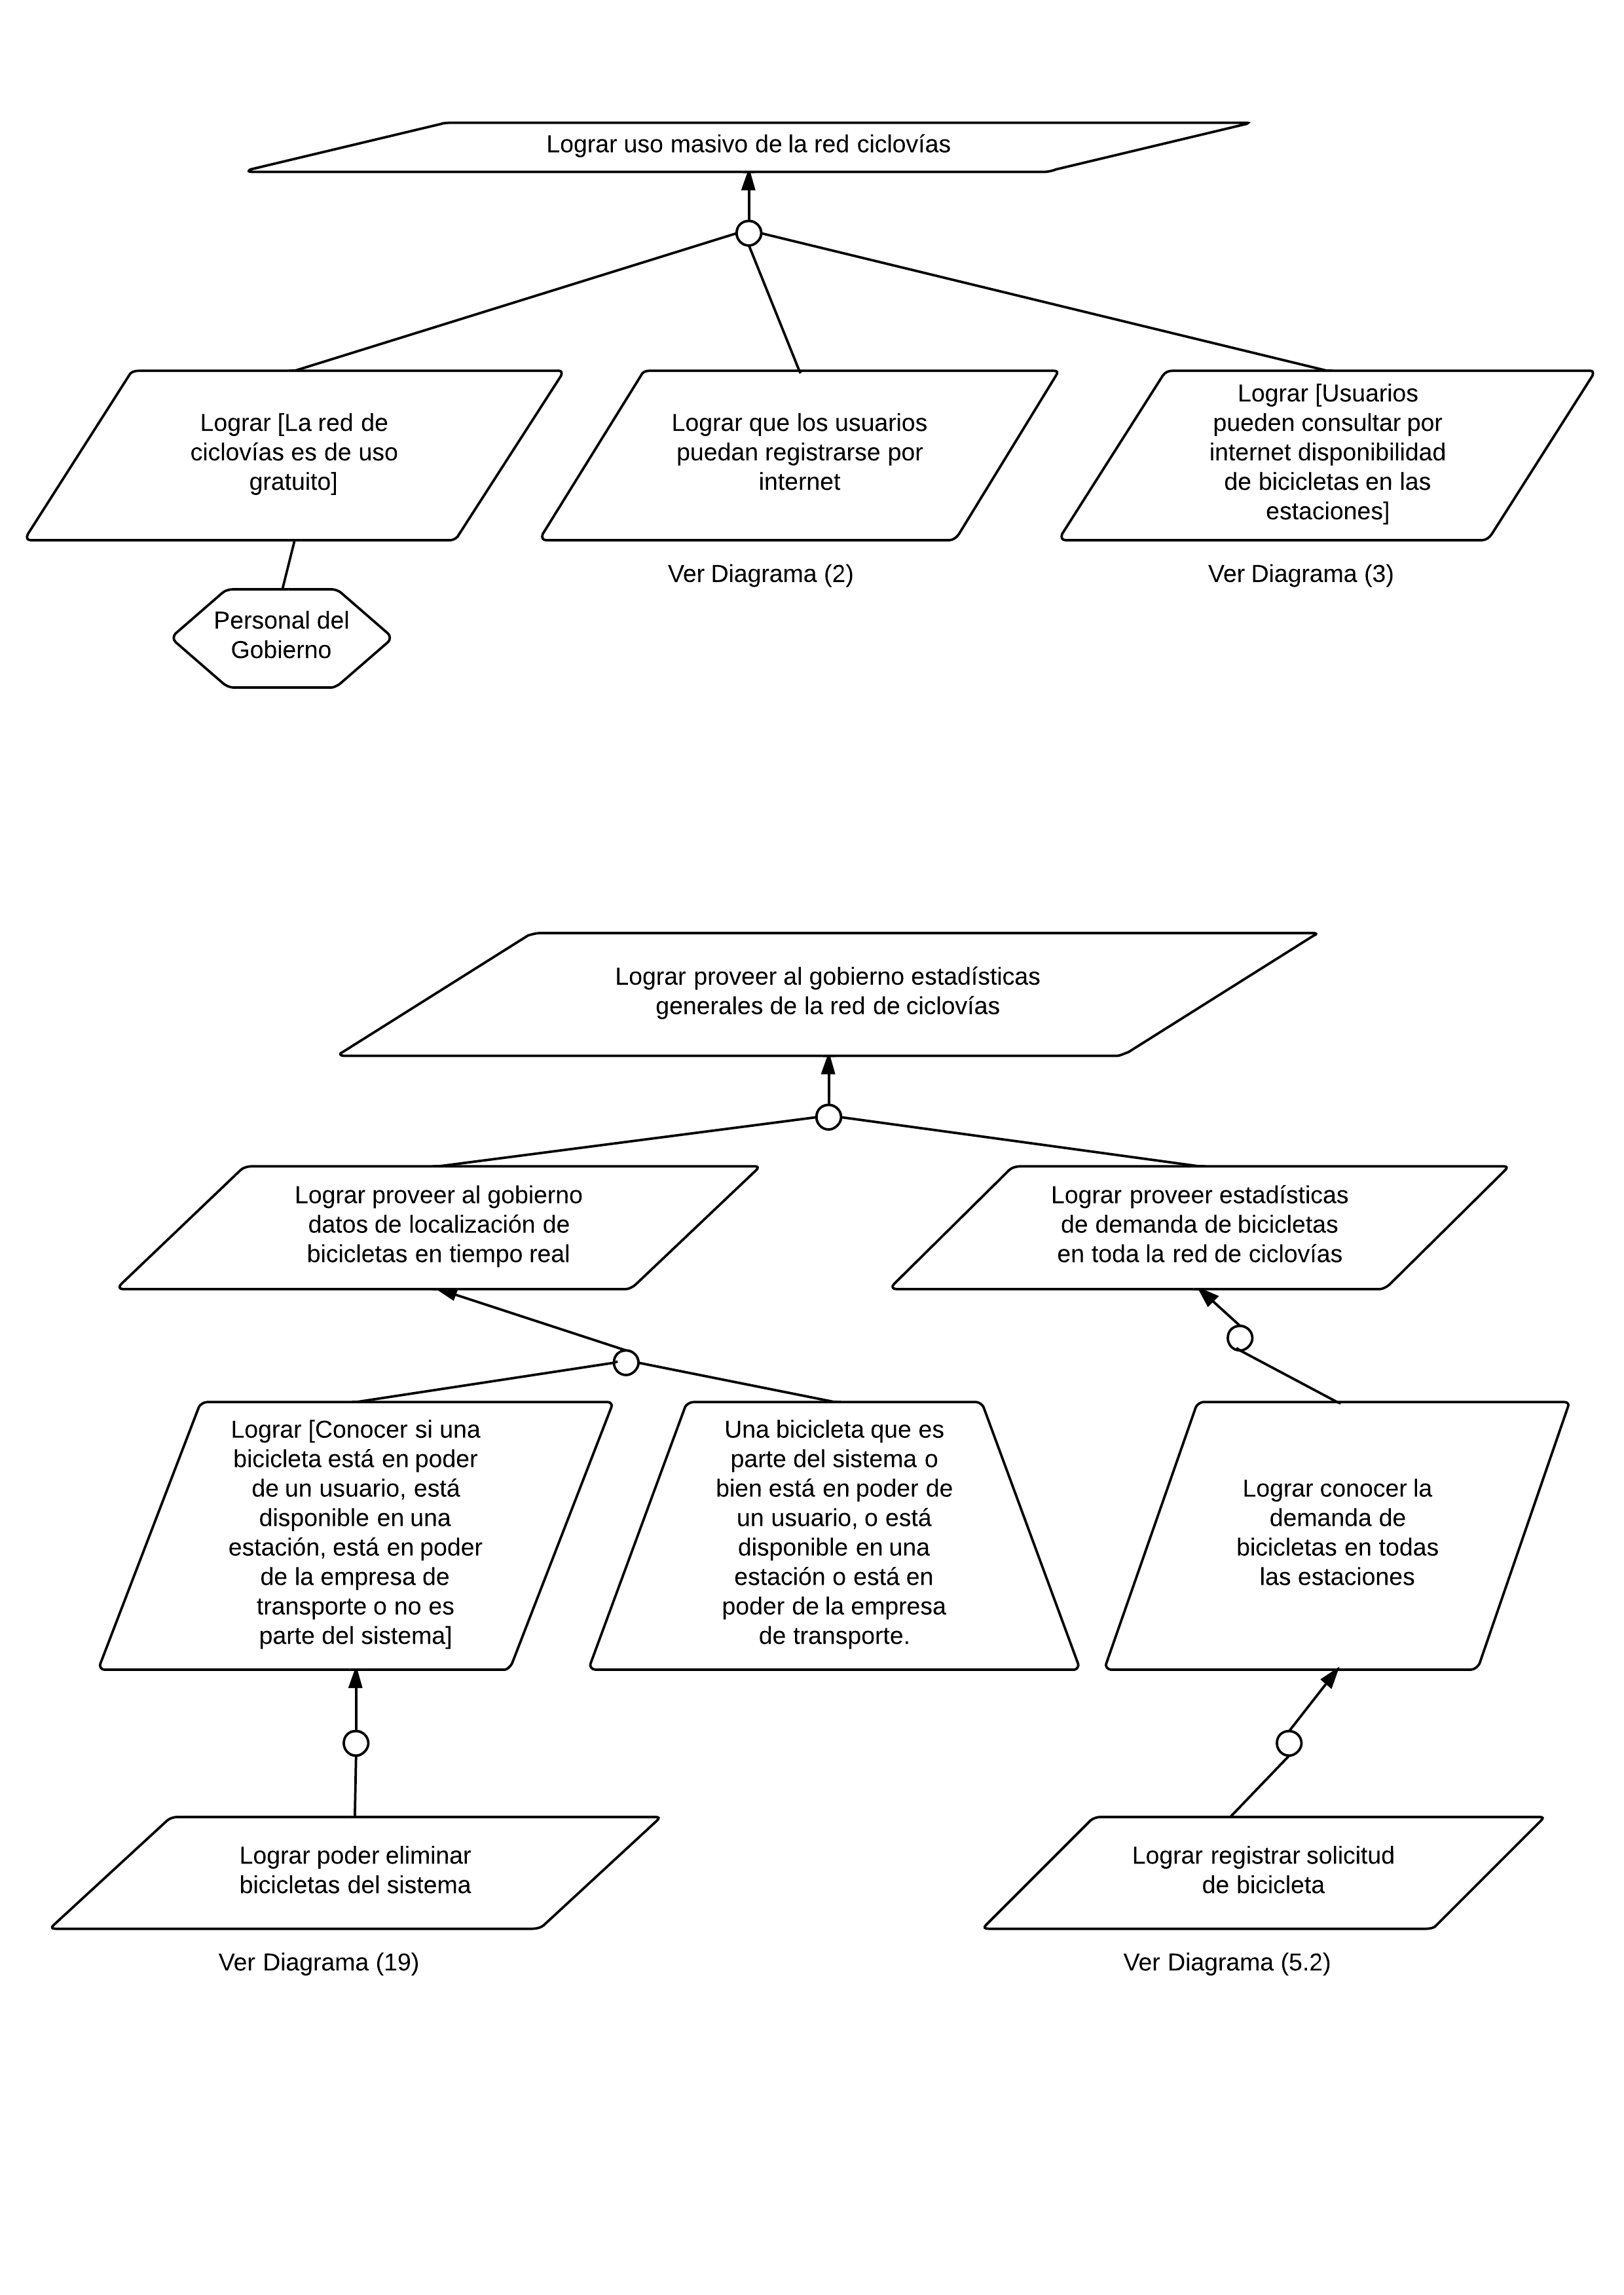 Lograr uso masivo de la red ciclovías
Lograr [La red de
ciclovías es de uso
gratuito]
Lograr que los usuarios
puedan registrarse por
internet
Lograr [Usuarios
pueden consultar por
internet disponibilidad
de bicicletas en las
estaciones]
Ver Diagrama (2)
Ver Diagrama (3)
Personal del
Gobierno
Lograr proveer al gobierno estadísticas
generales de la red de ciclovías
Lograr proveer al gobierno
datos de localización de
bicicletas en tiempo real
Lograr proveer estadísticas
de demanda de bicicletas
en toda la red de ciclovías
Lograr [Conocer si una
bicicleta está en poder
de un usuario, está
disponible en una
estación, está en poder
de la empresa de
transporte o no es
parte del sistema]
Una bicicleta que es
parte del sistema o
bien está en poder de
un usuario, o está
disponible en una
estación o está en
poder de la empresa
de transporte.
Lograr conocer la
demanda de
bicicletas en todas
las estaciones
Lograr poder eliminar
bicicletas del sistema
Lograr registrar solicitud
de bicicleta
Ver Diagrama (19)
Ver Diagrama (5.2)